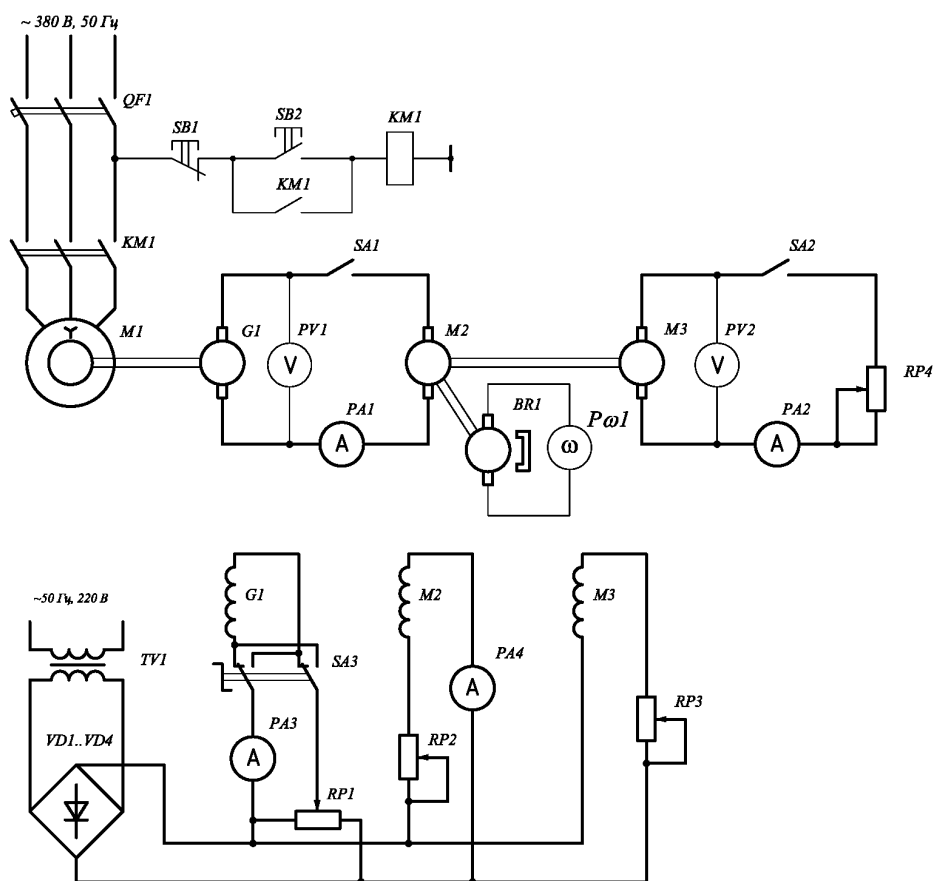 ~ 380 В, 50 Гц
QF1
SB1
SB2
KM1
KM1
KM1
SA1
SA2
M1
G1
PV1
V
M2
M3
PV2
V
RP4
PA1
A
BR1
Pω1
ω
PA2
A
~50 Гц, 220 В
G1
M2
M3
TV1
SA3
PA4
A
VD1..VD4
PA3
A
RP2
RP3
RP1